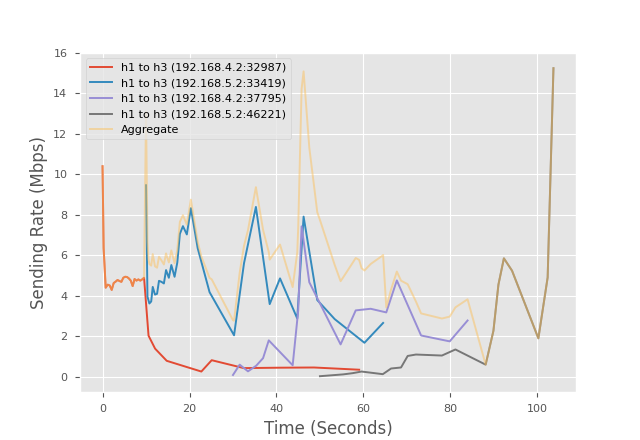 16
14
12
10
8
6
4
2
0
Sending Rate (Mbps)
h1 to h3 (192.168.4.2:32987)
h1 to h3 (192.168.5.2:33419)
h1 to h3 (192.168.4.2:37795)
h1 to h3 (192.168.5.2:46221)
Aggregate
0 20 40 60 80 100
Time (Seconds)